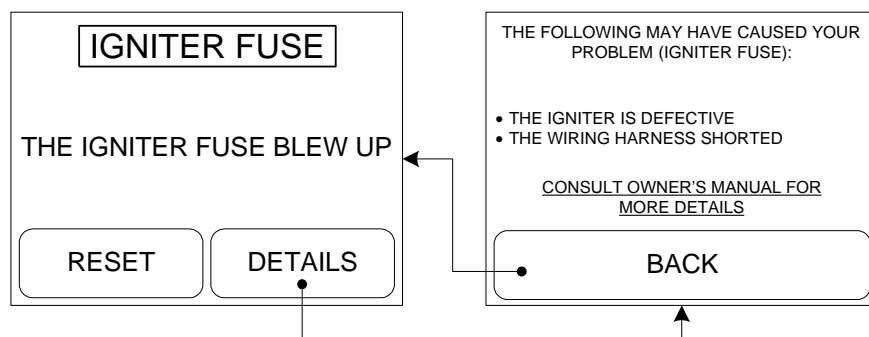 IGNITER FUSE
THE IGNITER FUSE BLEW UP
RESET
DETAILS
THE FOLLOWING MAY HAVE CAUSED YOUR
PROBLEM (IGNITER FUSE):
• THE IGNITER IS DEFECTIVE
• THE WIRING HARNESS SHORTED
CONSULT OWNER'S MANUAL FOR
MORE DETAILS
BACK